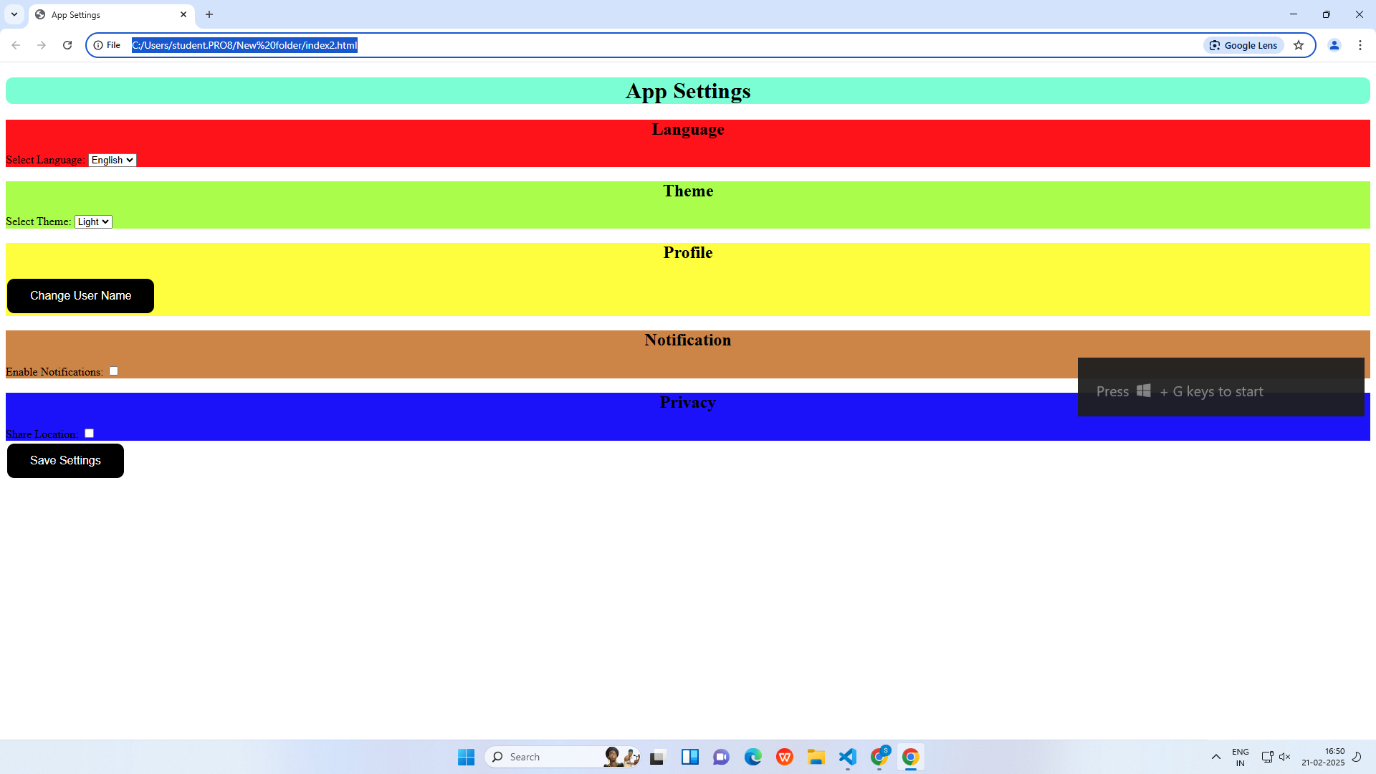 App Settings
File
C:/Users/student.PRO8/New%20folder/index2.html
Google Lens
App Settings
Language
Select Language: English
Theme
Select Theme: Light
Profile
Change User Name
Notification
Enable Notifications:
Press + G keys to start
Privacy
Share Location:
Save Settings
Search
5
ENG
IN
16:50
21-02-2025